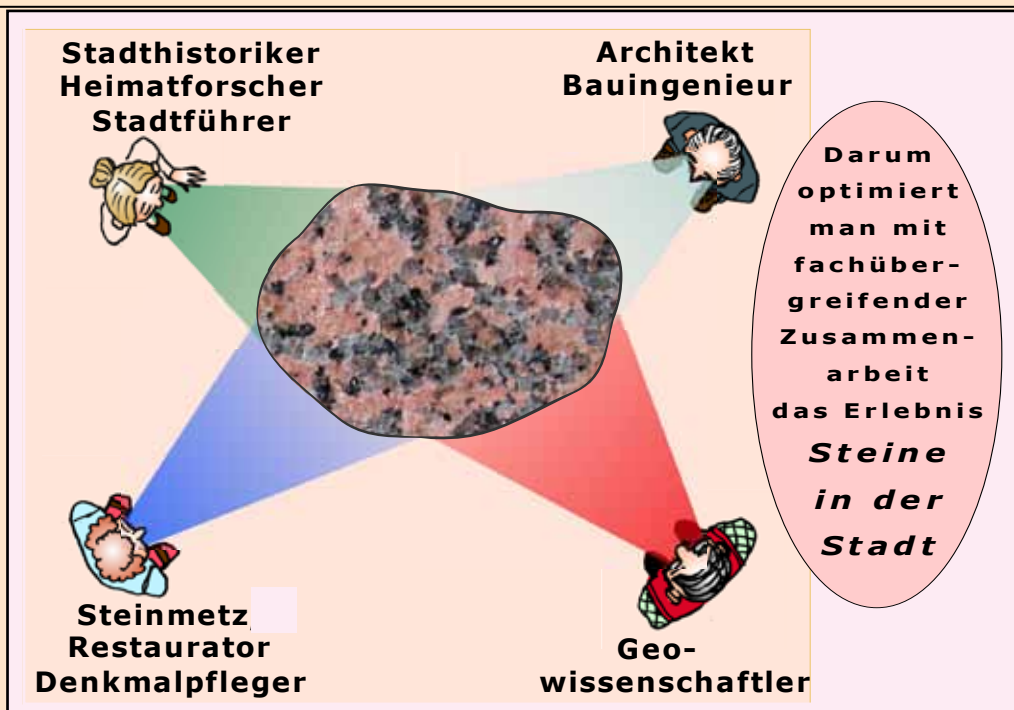 Stadthistoriker
Heimatforscher
Stadtführer
Architekt
Bauingenieur
Darum
optimiert
man mit
fachüber-
greifender
Zusammen-
arbeit
das Erlebnis
Steine
in der
Stadt
Steinmetz,
Restaurator
Denkmalpfleger
Geo-
wissenschaftler